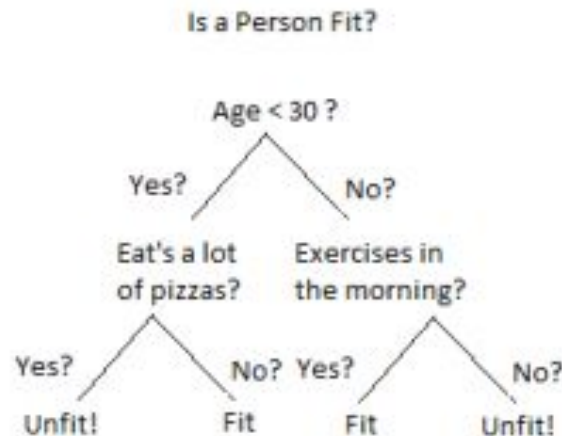 Is a Person Fit?
Age < 30 ?
Yes?
No?
Eat's a lot
of pizzas?
Exercises in
the morning?
Yes?
No?
Yes?
No?
Unfit!
Fit
Fit
Unfit!